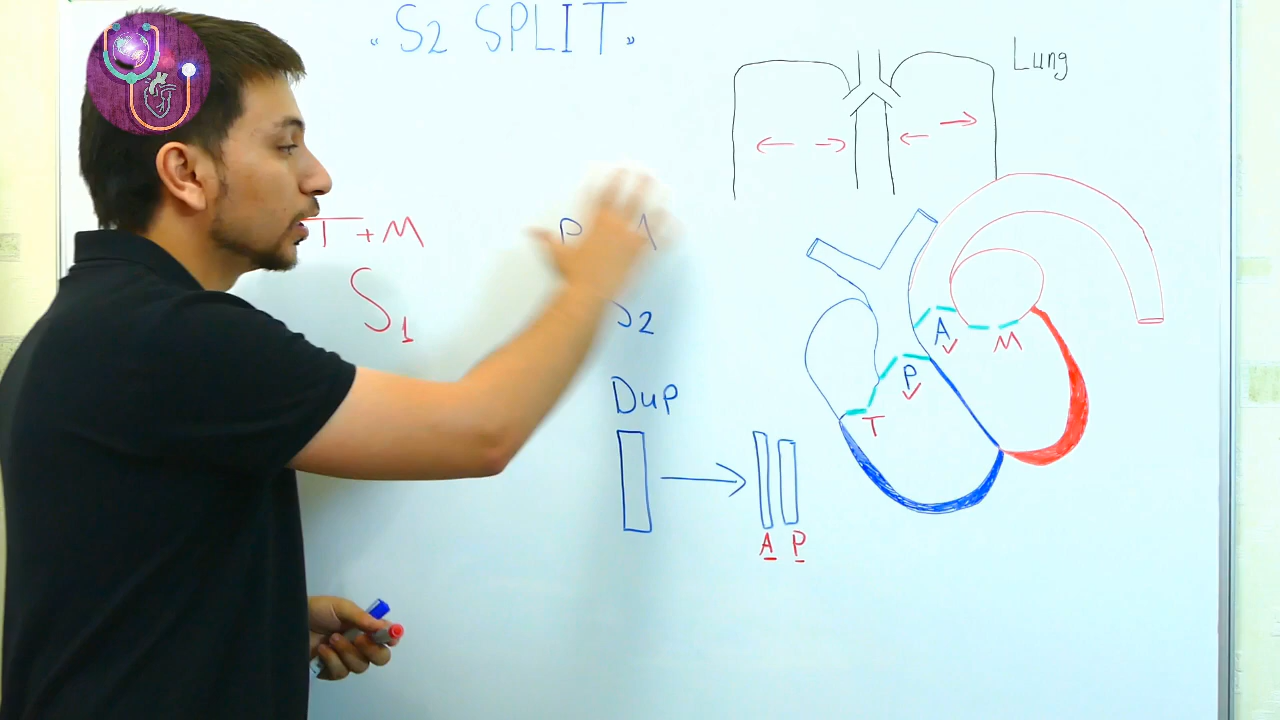 "S2 SPLIT"
Lung
T + M
P A
S1
S2
A
M
P
T
Dup
A P